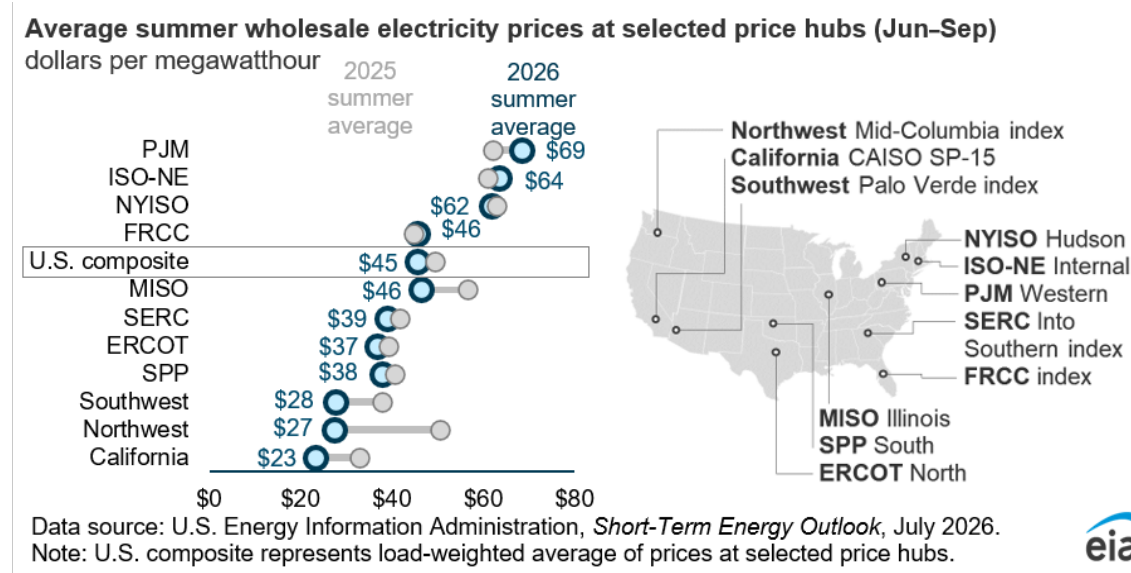 Average summer wholesale electricity prices at selected price hubs (Jun–Sep)
dollars per megawatthour
2025
summer
average
2026
summer
average
PJM
$69
ISO-NE
$64
NYISO
$62
FRCC
$46
U.S. composite
$45
MISO
$46
SERC
$39
ERCOT
$37
SPP
$38
Southwest
$28
Northwest
$27
California
$23
$0 $20 $40 $60 $80
Northwest Mid-Columbia index
California CAISO SP-15
Southwest Palo Verde index
NYISO Hudson
ISO-NE Internal
PJM Western
SERC Into
Southern index
FRCC index
MISO Illinois
SPP South
ERCOT North
Data source: U.S. Energy Information Administration, Short-Term Energy Outlook, July 2026.
Note: U.S. composite represents load-weighted average of prices at selected price hubs.
eia